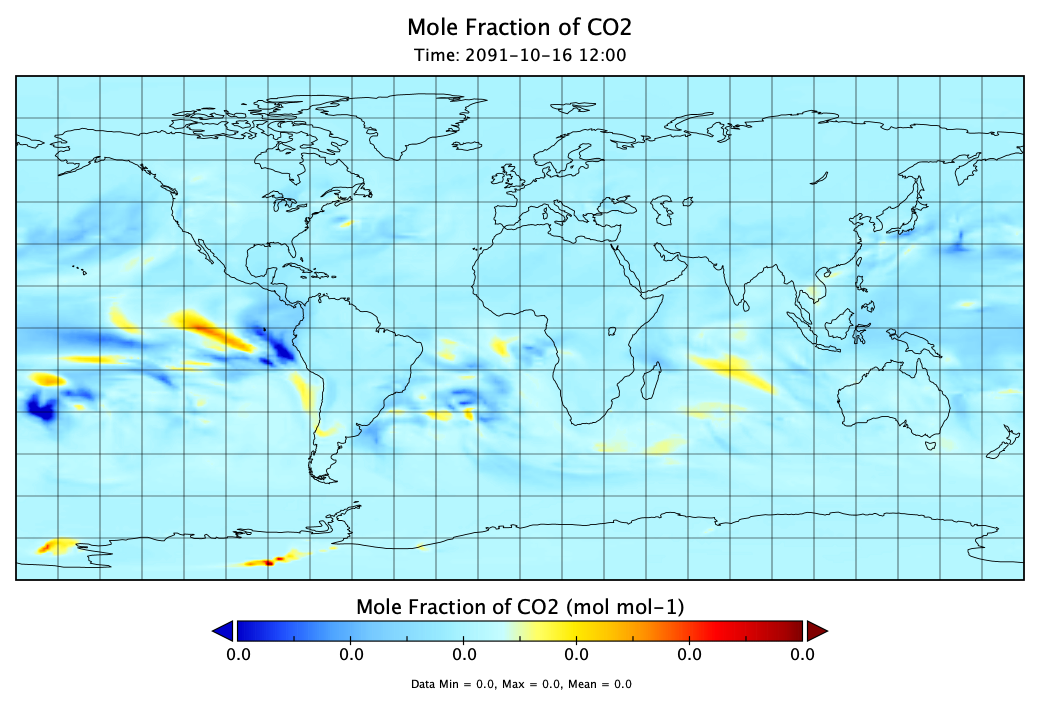 Mole Fraction of CO2
Time: 2091-10-16 12:00
Mole Fraction of CO2 (mol mol-1)
0.0 0.0 0.0 0.0 0.0 0.0
Data Min = 0.0, Max = 0.0, Mean = 0.0